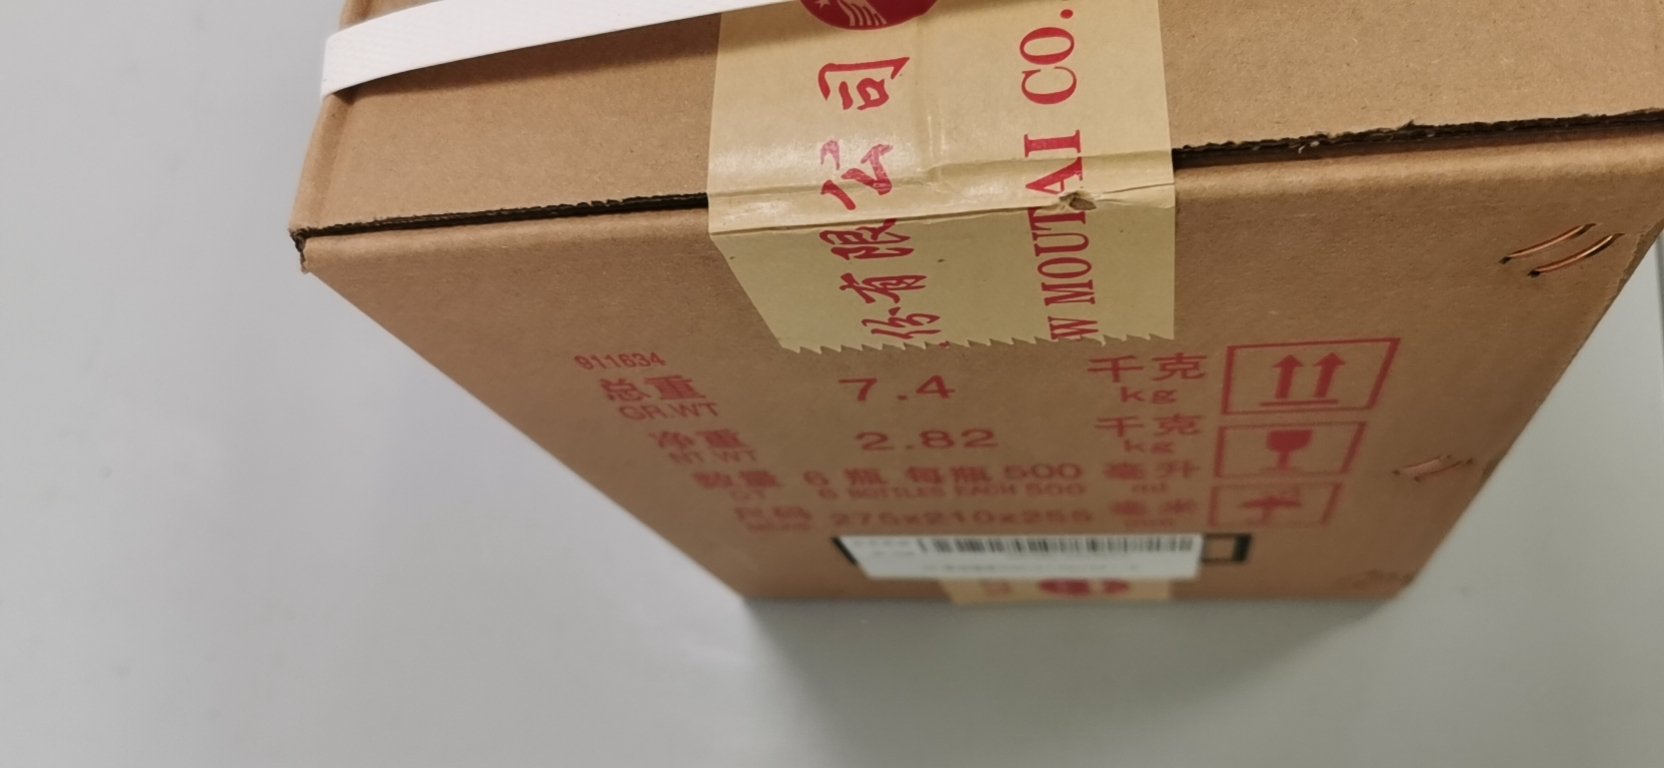 份有限公司
W MOUTAI CO.
911634
总重 7.4 千克
GR.WT kg
净重 2.82 千克
NT.WT kg
数量 6 瓶 每瓶 500 毫升
QT 6 BOTTLES EACH 500 ml
尺码 275x210x255 毫米